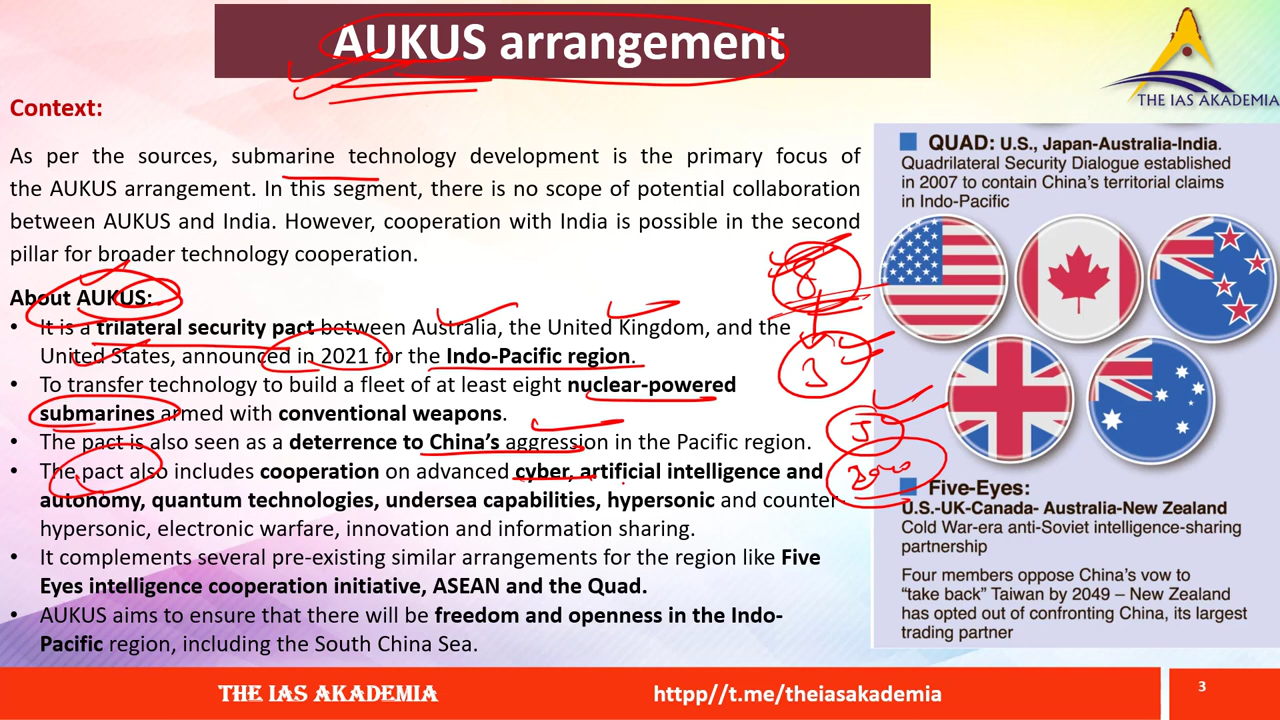 AUKUS arrangement
THE IAS AKADEMIA
Context:
As per the sources, submarine technology development is the primary focus of
the AUKUS arrangement. In this segment, there is no scope of potential collaboration
between AUKUS and India. However, cooperation with India is possible in the second
pillar for broader technology cooperation.
About AUKUS:
• It is a trilateral security pact between Australia, the United Kingdom, and the
United States, announced in 2021 for the Indo-Pacific region.
• To transfer technology to build a fleet of at least eight nuclear-powered
submarines armed with conventional weapons.
• The pact is also seen as a deterrence to China's aggression in the Pacific region.
• The pact also includes cooperation on advanced cyber, artificial intelligence and
autonomy, quantum technologies, undersea capabilities, hypersonic and counter-
hypersonic, electronic warfare, innovation and information sharing.
• It complements several pre-existing similar arrangements for the region like Five
Eyes intelligence cooperation initiative, ASEAN and the Quad.
• AUKUS aims to ensure that there will be freedom and openness in the Indo-
Pacific region, including the South China Sea.
QUAD: U.S., Japan-Australia-India.
Quadrilateral Security Dialogue established
in 2007 to contain China's territorial claims
in Indo-Pacific
8
3
Five-Eyes:
U.S.-UK-Canada- Australia-New Zealand
Cold War-era anti-Soviet intelligence-sharing
partnership
Four members oppose China's vow to
"take back" Taiwan by 2049 – New Zealand
has opted out of confronting China, its largest
trading partner
THE IAS AKADEMIA
httpp//t.me/theiasakademia
3